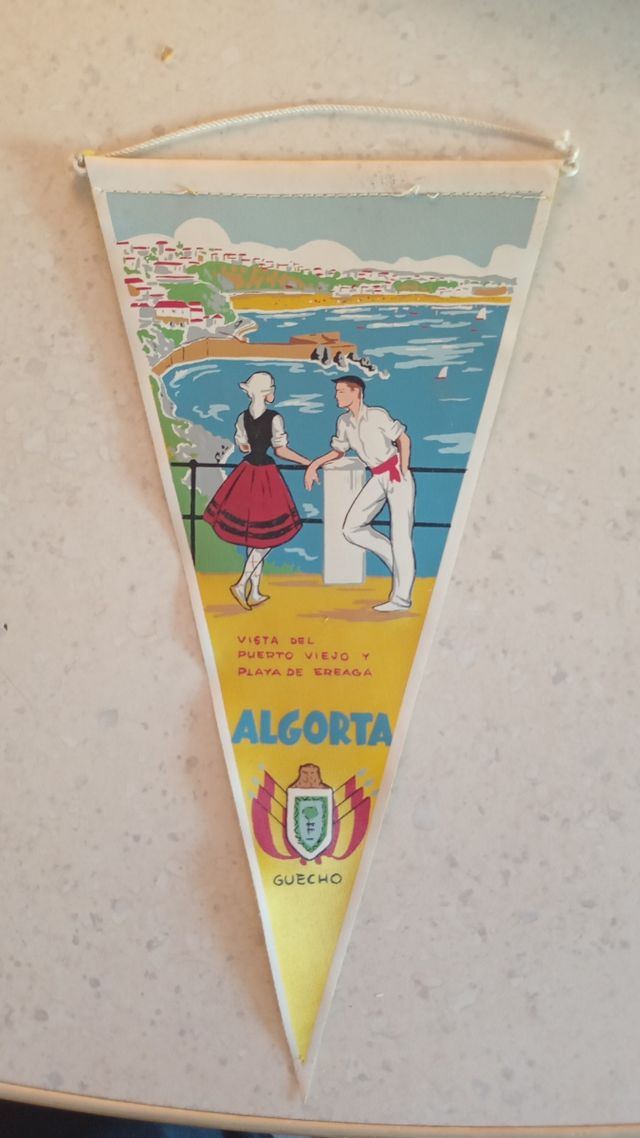 VISTA DEL
PUERTO VIEJO Y
PLAYA DE EREAGA
ALGORTA
GUECHO